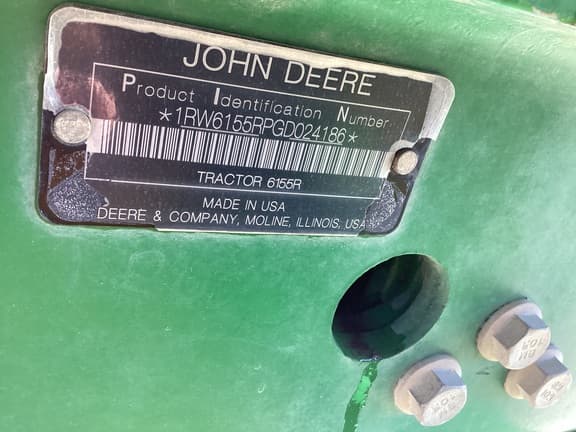 JOHN DEERE
Product Identification Number
*1RW6155RPGD024186*
TRACTOR 6155R
MADE IN USA
DEERE & COMPANY, MOLINE, ILLINOIS, USA